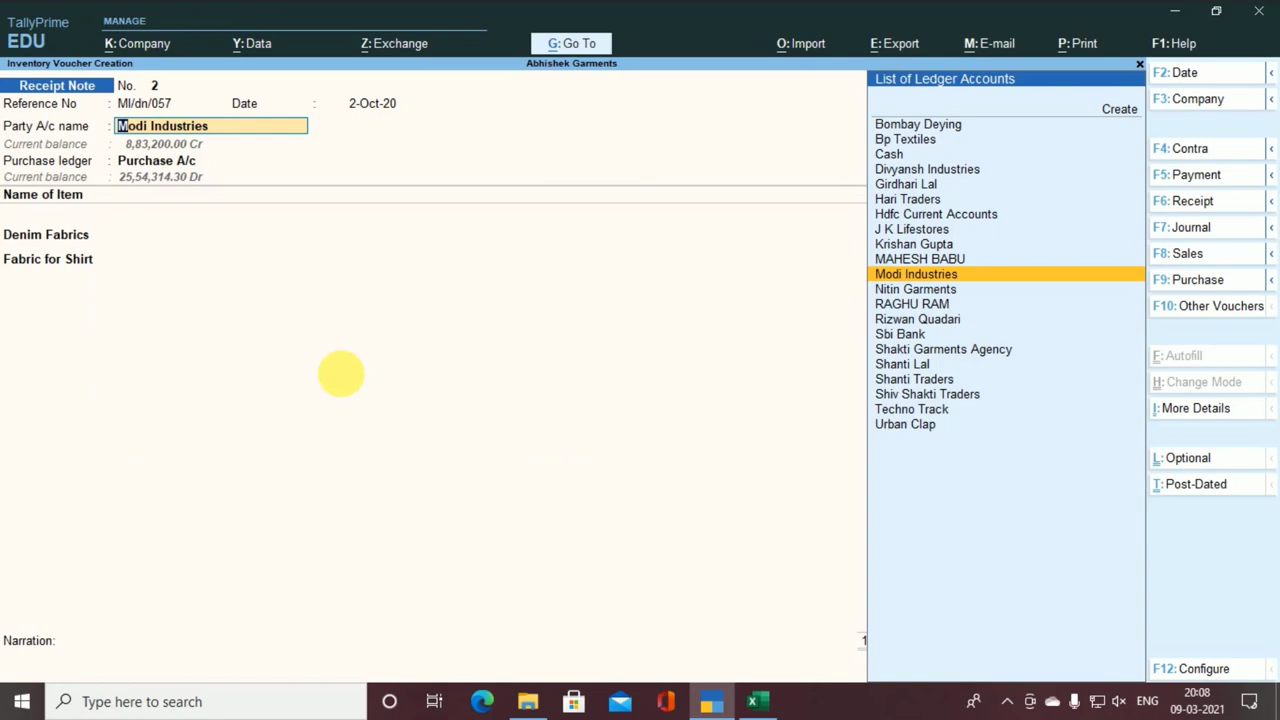 TallyPrime
EDU
MANAGE
K: Company
Y: Data
Z: Exchange
G: Go To
O: Import
E: Export
M: E-mail
P: Print
F1: Help
Inventory Voucher Creation
Abhishek Garments
Receipt Note
No. 2
Reference No : MI/dn/057
Date : 2-Oct-20
Party A/c name : Modi Industries
Current balance : 8,83,200.00 Cr
Purchase ledger : Purchase A/c
Current balance : 25,54,314.30 Dr
Name of Item
Denim Fabrics
Fabric for Shirt
Narration:
1
List of Ledger Accounts
Create
Bombay Deying
Bp Textiles
Cash
Divyansh Industries
Girdhari Lal
Hari Traders
Hdfc Current Accounts
J K Lifestores
Krishan Gupta
MAHESH BABU
Modi Industries
Nitin Garments
RAGHU RAM
Rizwan Quadari
Sbi Bank
Shakti Garments Agency
Shanti Lal
Shanti Traders
Shiv Shakti Traders
Techno Track
Urban Clap
F2: Date
F3: Company
F4: Contra
F5: Payment
F6: Receipt
F7: Journal
F8: Sales
F9: Purchase
F10: Other Vouchers
F: Autofill
H: Change Mode
I: More Details
L: Optional
T: Post-Dated
F12: Configure
Type here to search
ENG
20:08
09-03-2021